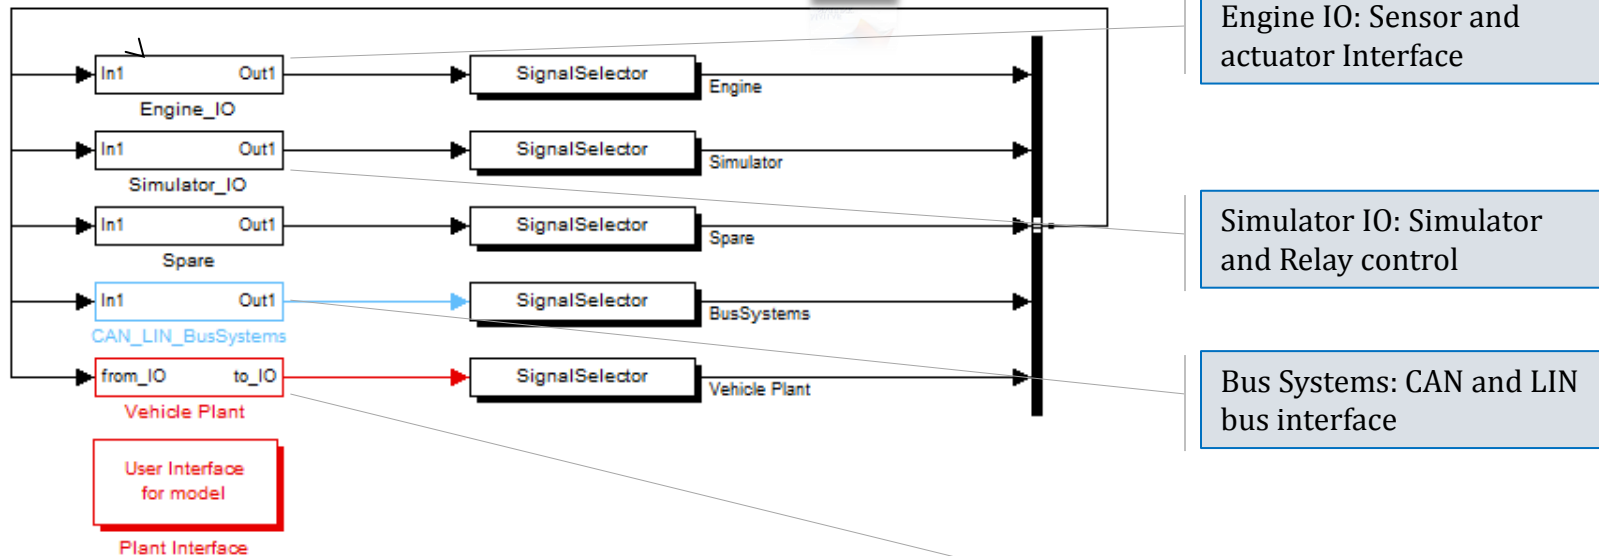 Engine IO: Sensor and
actuator Interface
In1 Out1
SignalSelector
Engine
Engine_IO
In1 Out1
SignalSelector
Simulator
Simulator_IO
In1 Out1
SignalSelector
Spare
Spare
Simulator IO: Simulator
and Relay control
In1 Out1
SignalSelector
BusSystems
CAN_LIN_BusSystems
from_IO to_IO
SignalSelector
Vehicle Plant
Vehicle Plant
Bus Systems: CAN and LIN
bus interface
User Interface
for model
Plant Interface